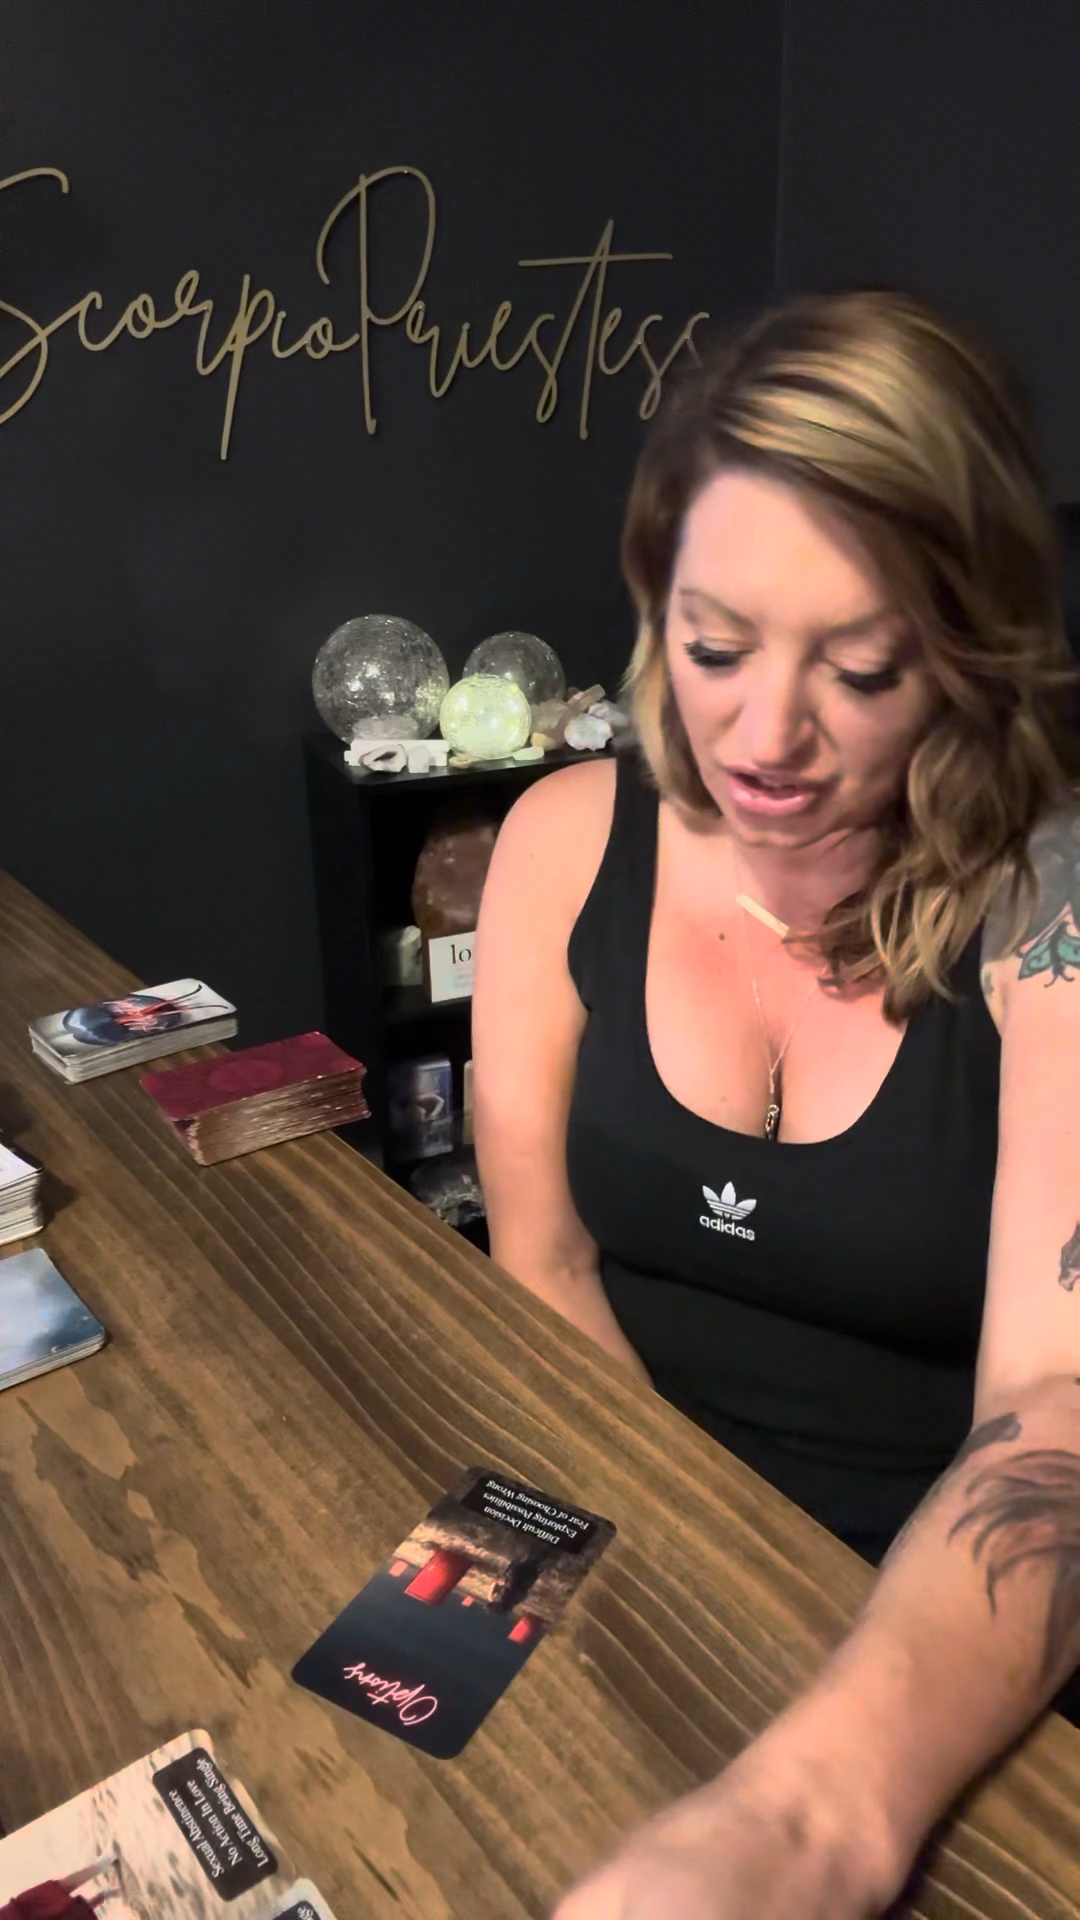 ScorpioPriestess
lo
adidas
Difficult Decision
Exploring Possibilities
Fear of Choosing Wrong
Options
Sexual Abstinence
No Action In Love
Long Time Being Single